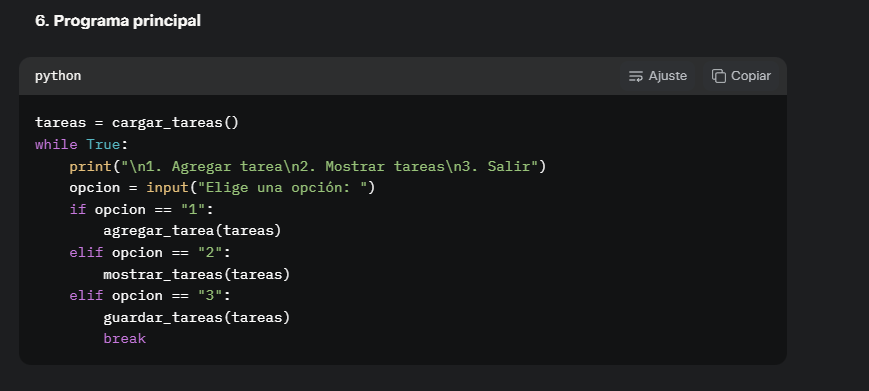 6. Programa principal
python
Ajuste
Copiar
tareas = cargar_tareas()
while True:
    print("\n1. Agregar tarea\n2. Mostrar tareas\n3. Salir")
    opcion = input("Elige una opción: ")
    if opcion == "1":
        agregar_tarea(tareas)
    elif opcion == "2":
        mostrar_tareas(tareas)
    elif opcion == "3":
        guardar_tareas(tareas)
        break